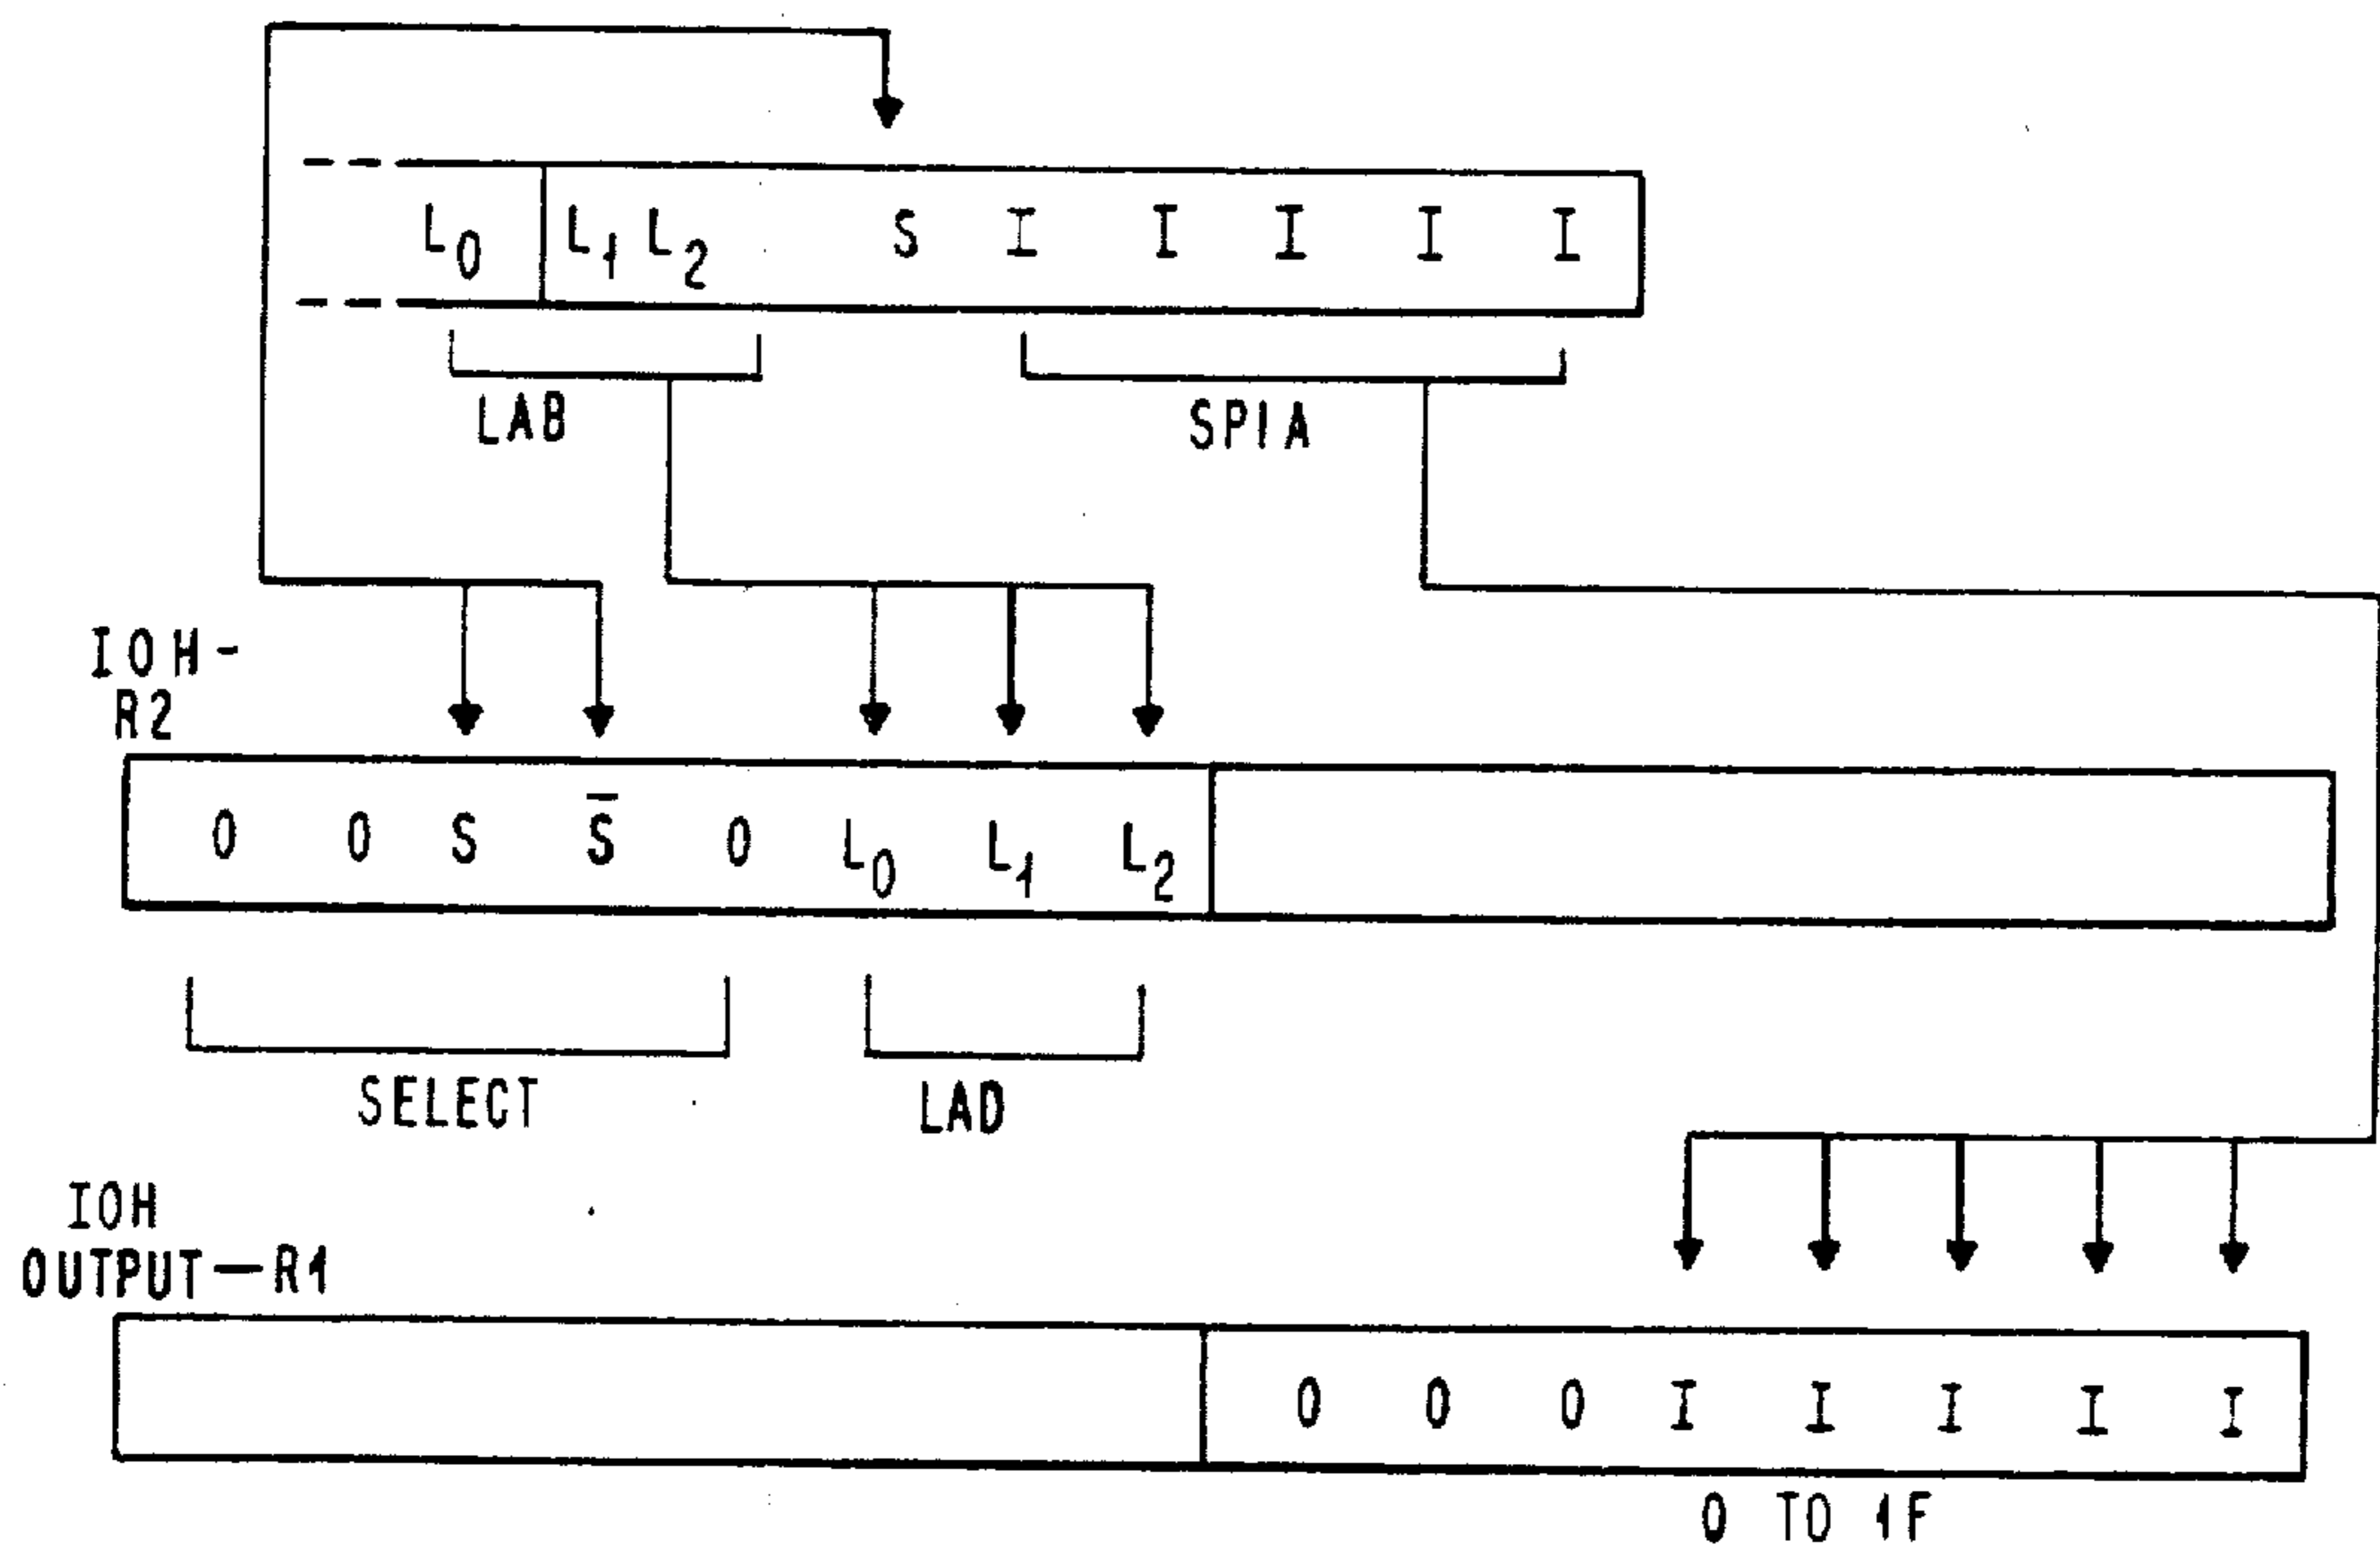 L0 L1 L2 S I I I I I
LAB SPIA
IOH-
R2
0 0 S S̅ 0 L0 L1 L2
SELECT LAD
IOH
OUTPUT—R1
0 0 0 I I I I I
0 TO 1F